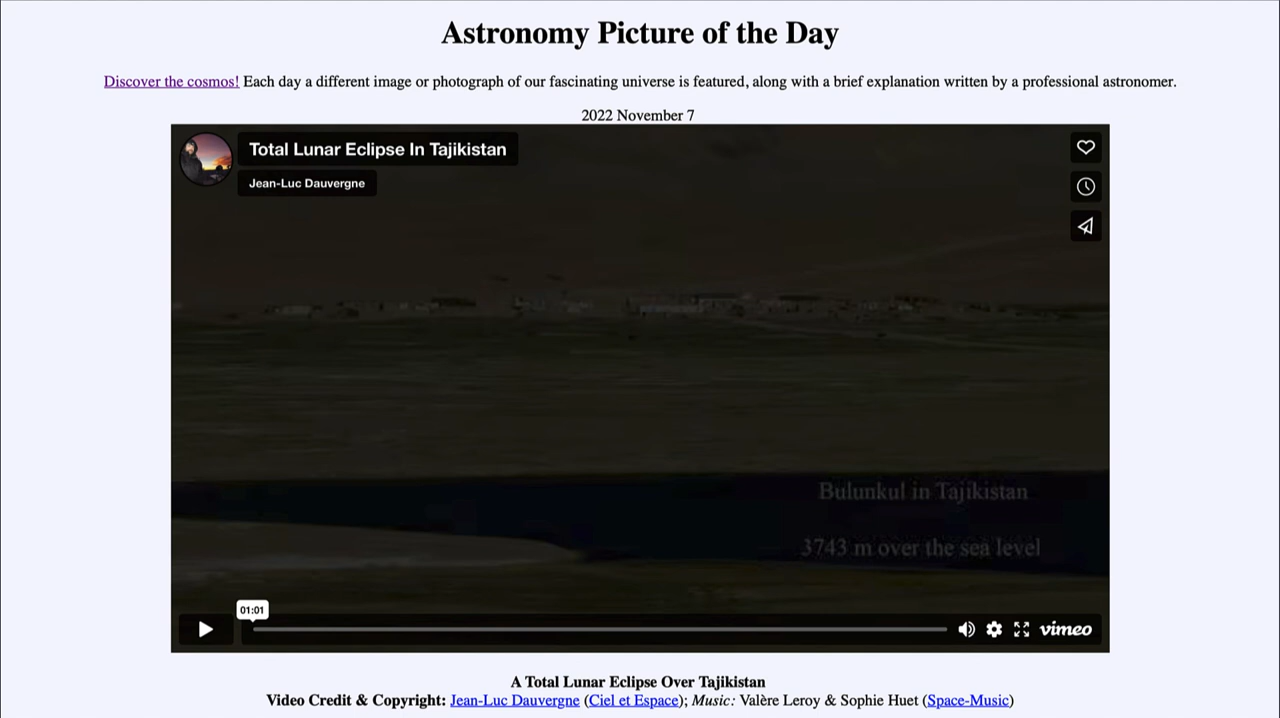 Astronomy Picture of the Day
Discover the cosmos! Each day a different image or photograph of our fascinating universe is featured, along with a brief explanation written by a professional astronomer.
2022 November 7
Total Lunar Eclipse In Tajikistan
Jean-Luc Dauvergne
Bulunkul in Tajikistan
3743 m over the sea level
01:01
vimeo
A Total Lunar Eclipse Over Tajikistan
Video Credit & Copyright: Jean-Luc Dauvergne (Ciel et Espace); Music: Valère Leroy & Sophie Huet (Space-Music)